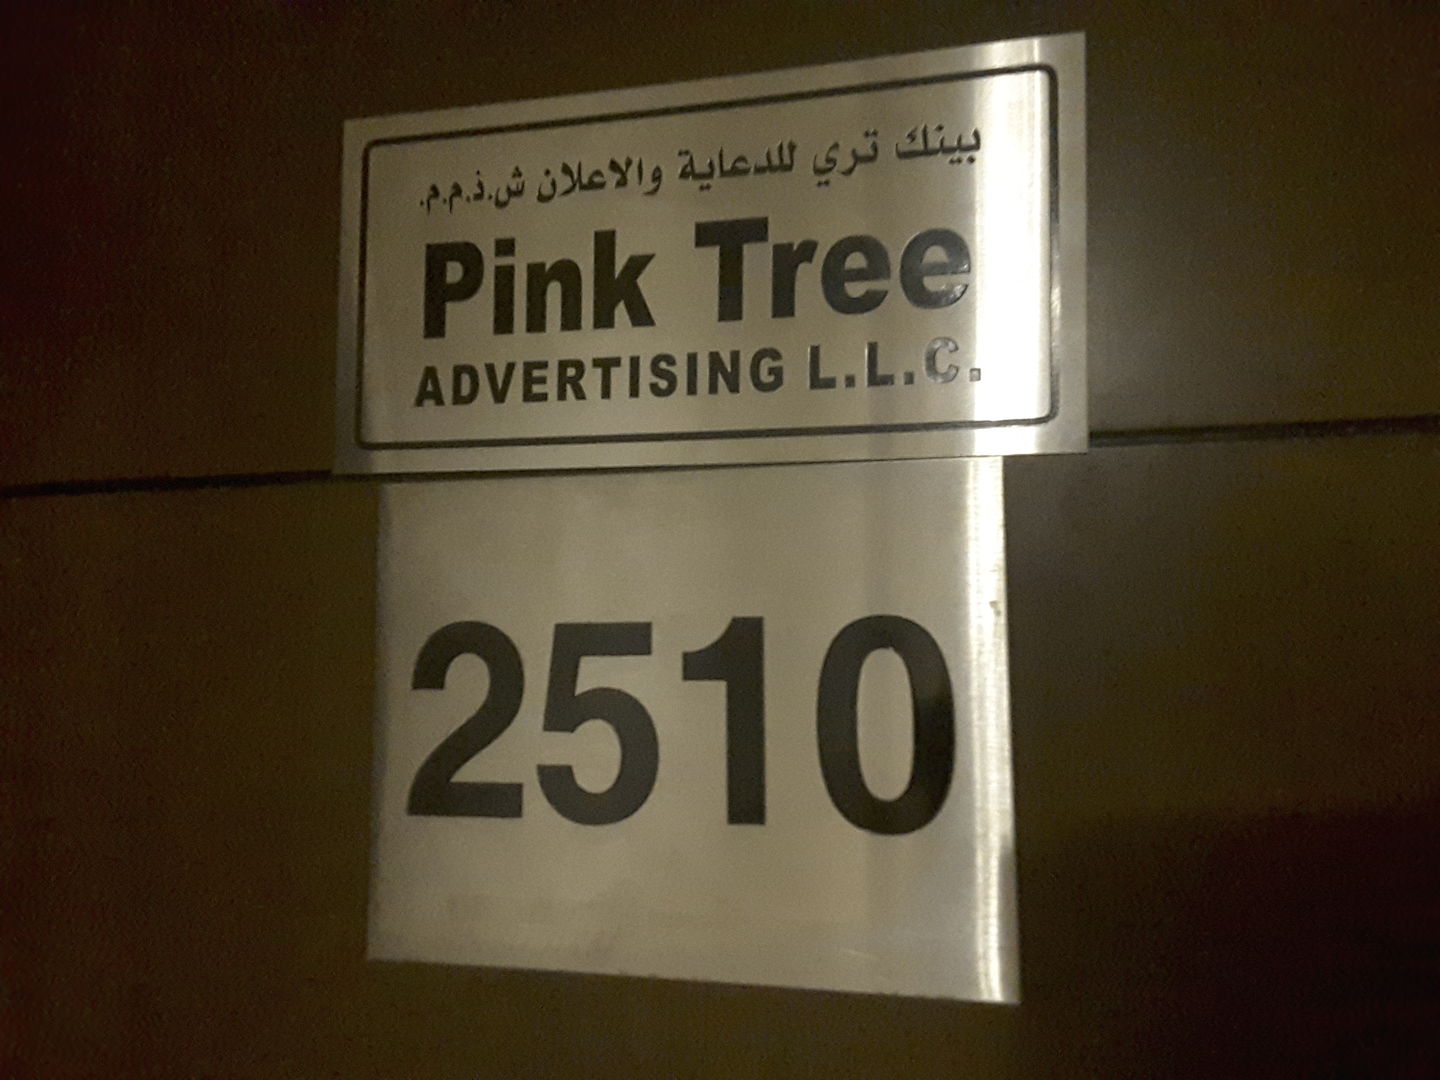 بينك تري للدعاية والاعلان ش.ذ.م.م.
Pink Tree
ADVERTISING L.L.C.
2510